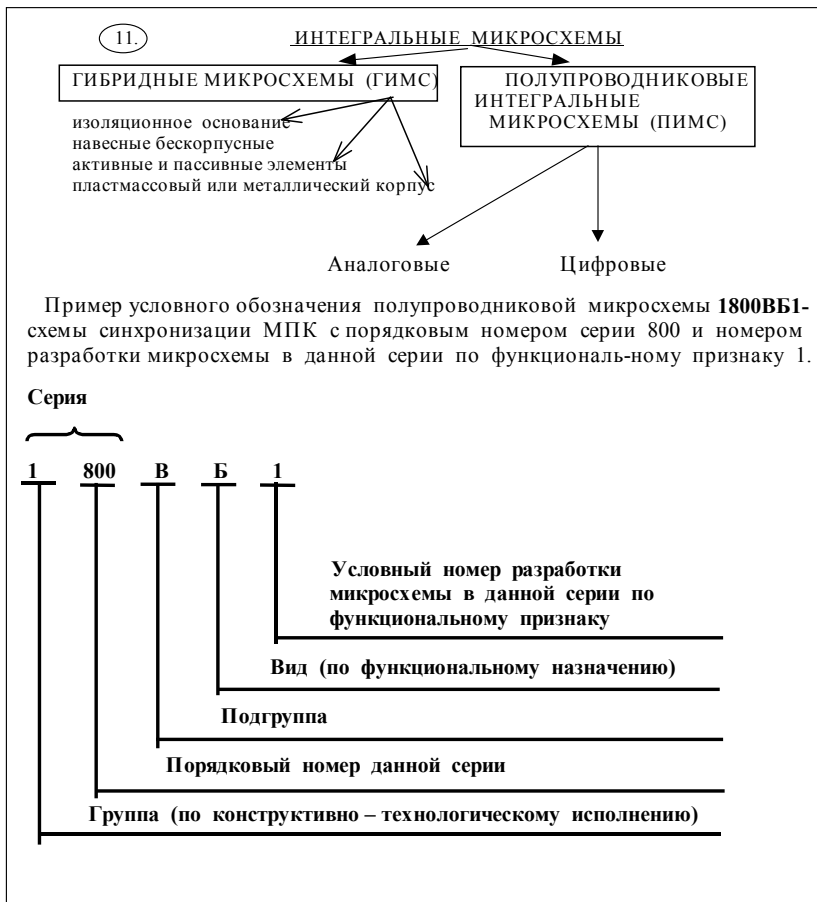 11.
ИНТЕГРАЛЬНЫЕ МИКРОСХЕМЫ
ГИБРИДНЫЕ МИКРОСХЕМЫ (ГИМС)
ПОЛУПРОВОДНИКОВЫЕ
ИНТЕГРАЛЬНЫЕ
МИКРОСХЕМЫ (ПИМС)
изоляционное основание
навесные бескорпусные
активные и пассивные элементы
пластмассовый или металлический корпус
Аналоговые
Цифровые
Пример условного обозначения полупроводниковой микросхемы 1800ВБ1-
схемы синхронизации МПК с порядковым номером серии 800 и номером
разработки микросхемы в данной серии по функциональ-ному признаку 1.
Серия
1 800 В Б 1
Условный номер разработки
микросхемы в данной серии по
функциональному признаку
Вид (по функциональному назначению)
Подгруппа
Порядковый номер данной серии
Группа (по конструктивно – технологическому исполнению)